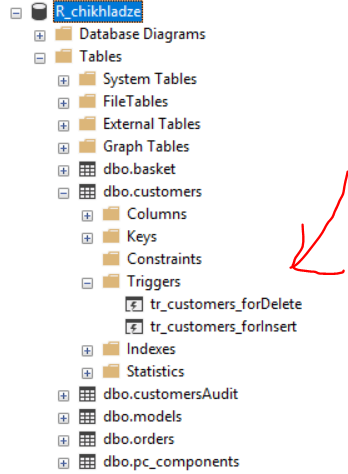 R_chikhladze
Database Diagrams
Tables
System Tables
FileTables
External Tables
Graph Tables
dbo.basket
dbo.customers
Columns
Keys
Constraints
Triggers
tr_customers_forDelete
tr_customers_forInsert
Indexes
Statistics
dbo.customersAudit
dbo.models
dbo.orders
dbo.pc_components